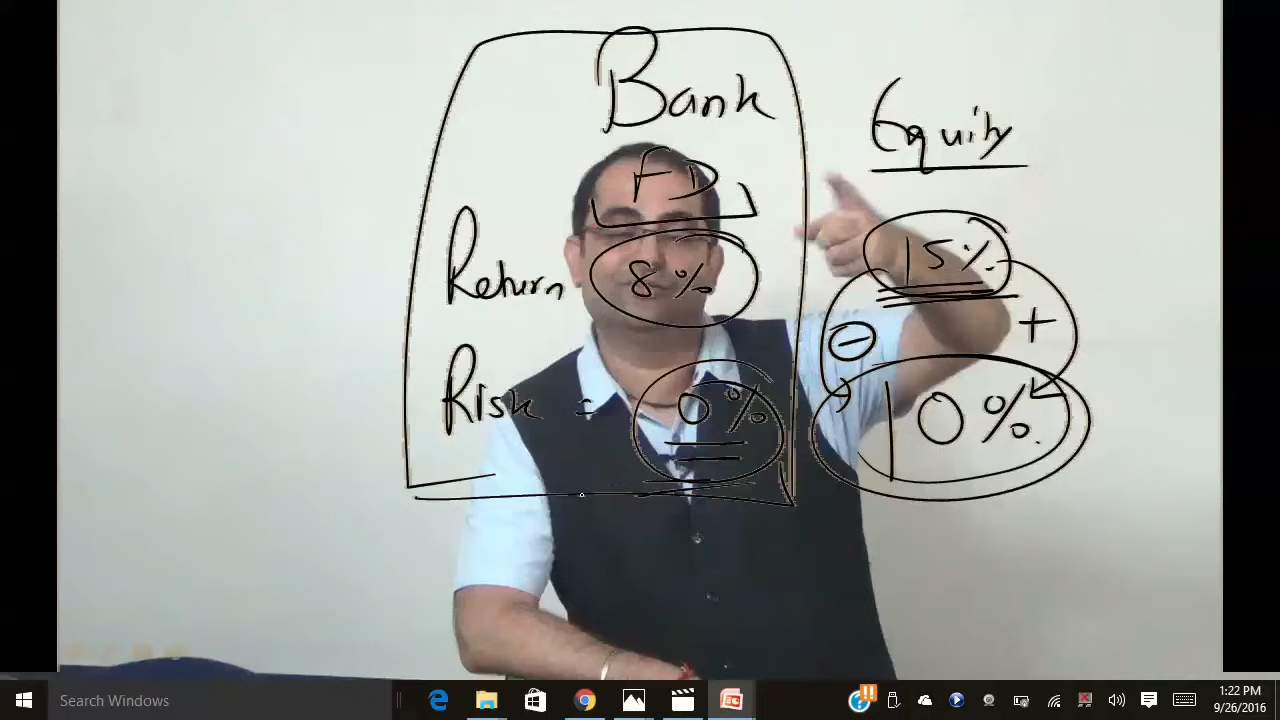 Bank
Equity
FD
Return 8% 15%
- +
Risk = 0% 10%
Search Windows
1:22 PM
9/26/2016